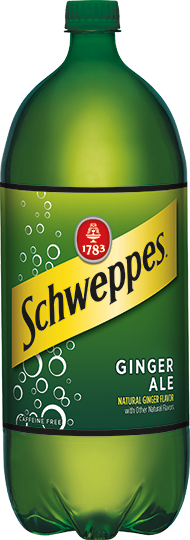 1783
Schweppes
GINGER
ALE
NATURAL GINGER FLAVOR
with Other Natural Flavors
CAFFEINE FREE